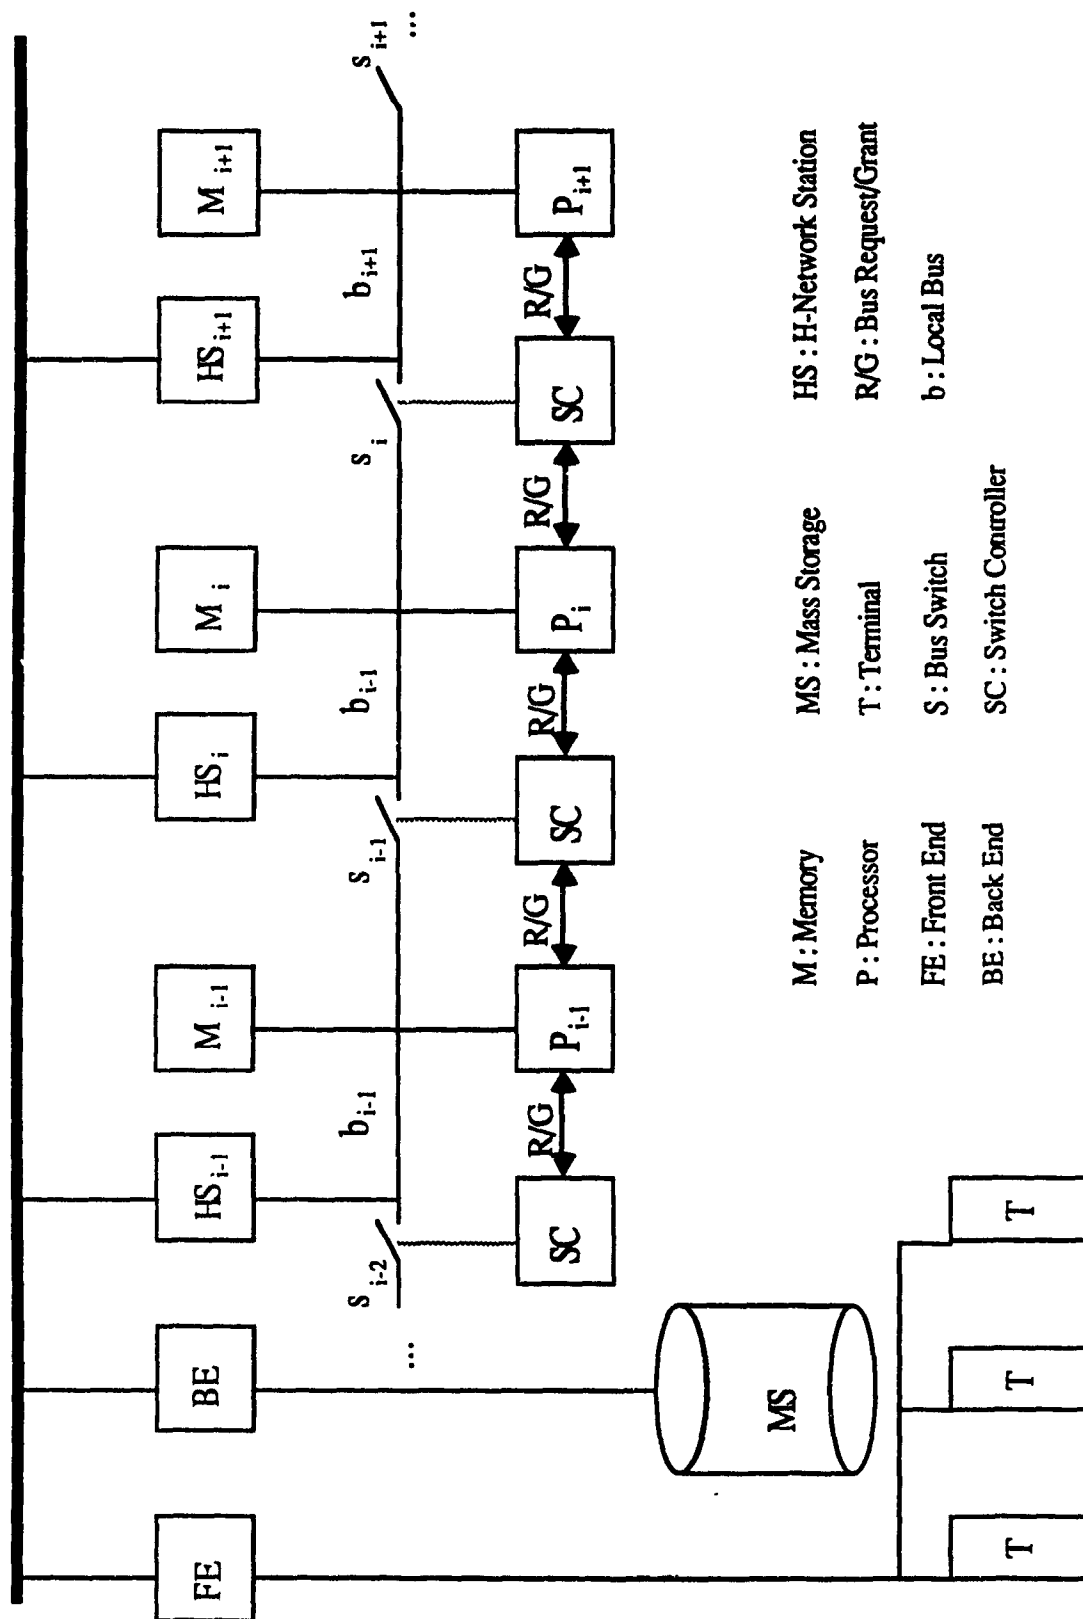 FE
BE
HS i-1
M i-1
HS i
M i
HS i+1
M i+1
...
s i-2
b i-1
s i-1
b i-1
s i
b i+1
s i+1
...
SC
R/G
P i-1
R/G
SC
R/G
P i
R/G
SC
R/G
P i+1
MS
T
T
T
M : Memory
MS : Mass Storage
HS : H-Network Station
P : Processor
T : Terminal
R/G : Bus Request/Grant
FE : Front End
S : Bus Switch
b : Local Bus
BE : Back End
SC : Switch Controller